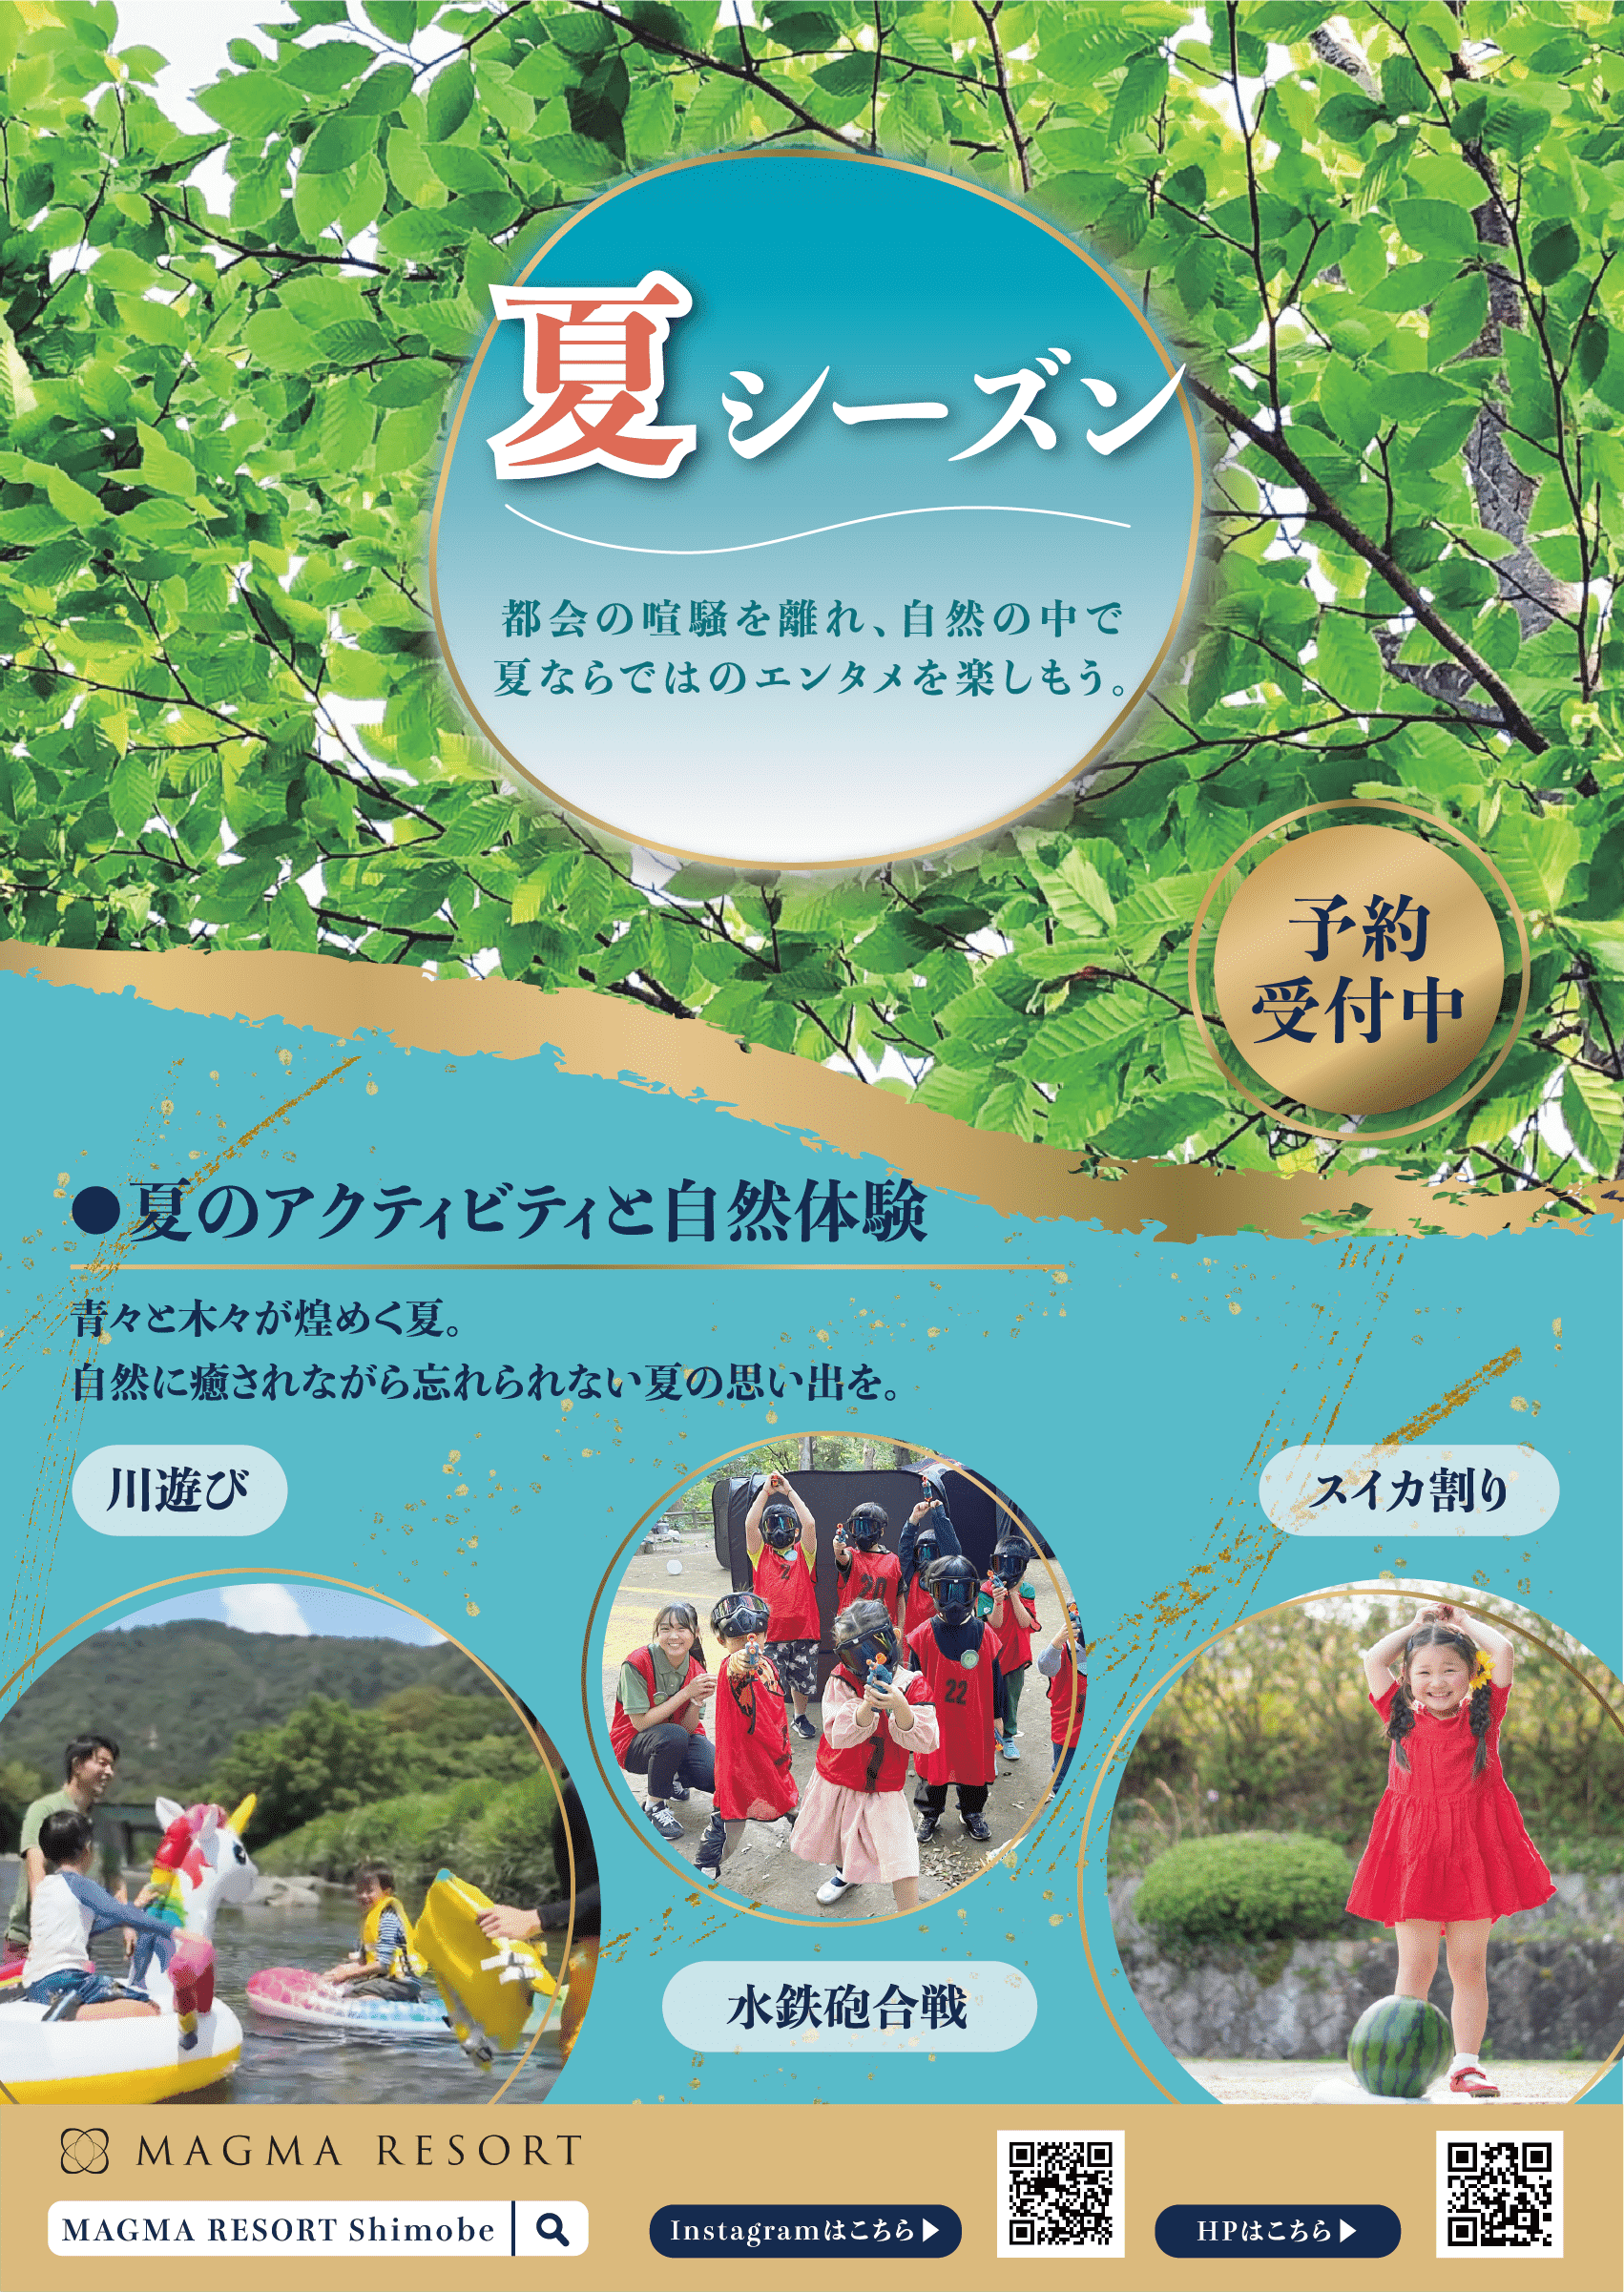 夏シーズン
都会の喧騒を離れ、自然の中で
夏ならではのエンタメを楽しもう。
予約
受付中
●夏のアクティビティと自然体験
青々と木々が煌めく夏。
自然に癒されながら忘れられない夏の思い出を。
川遊び
スイカ割り
20
22
7
水鉄砲合戦
MAGMA RESORT
MAGMA RESORT Shimobe
Instagramはこちら▶
HPはこちら▶